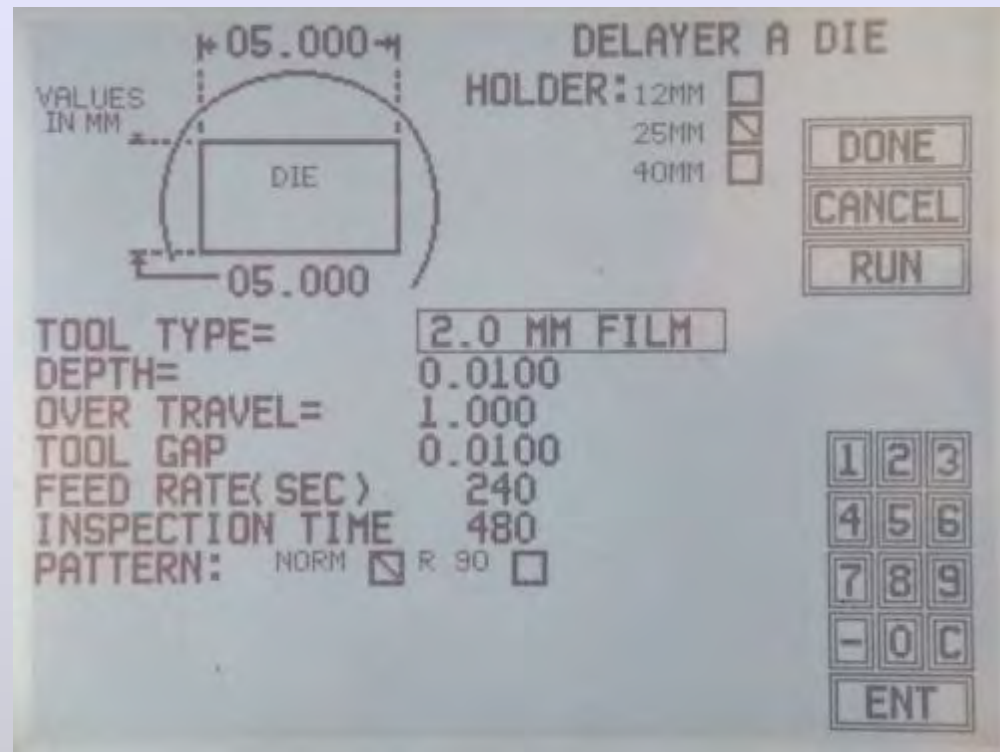 05.000
DELAYER A DIE
VALUES
IN MM
HOLDER: 12MM
25MM
40MM
DIE
05.000
DONE
CANCEL
RUN
TOOL TYPE= 2.0 MM FILM
DEPTH= 0.0100
OVER TRAVEL= 1.000
TOOL GAP 0.0100
FEED RATE(SEC) 240
INSPECTION TIME 480
PATTERN: NORM R 90
1 2 3
4 5 6
7 8 9
- 0 C
ENT